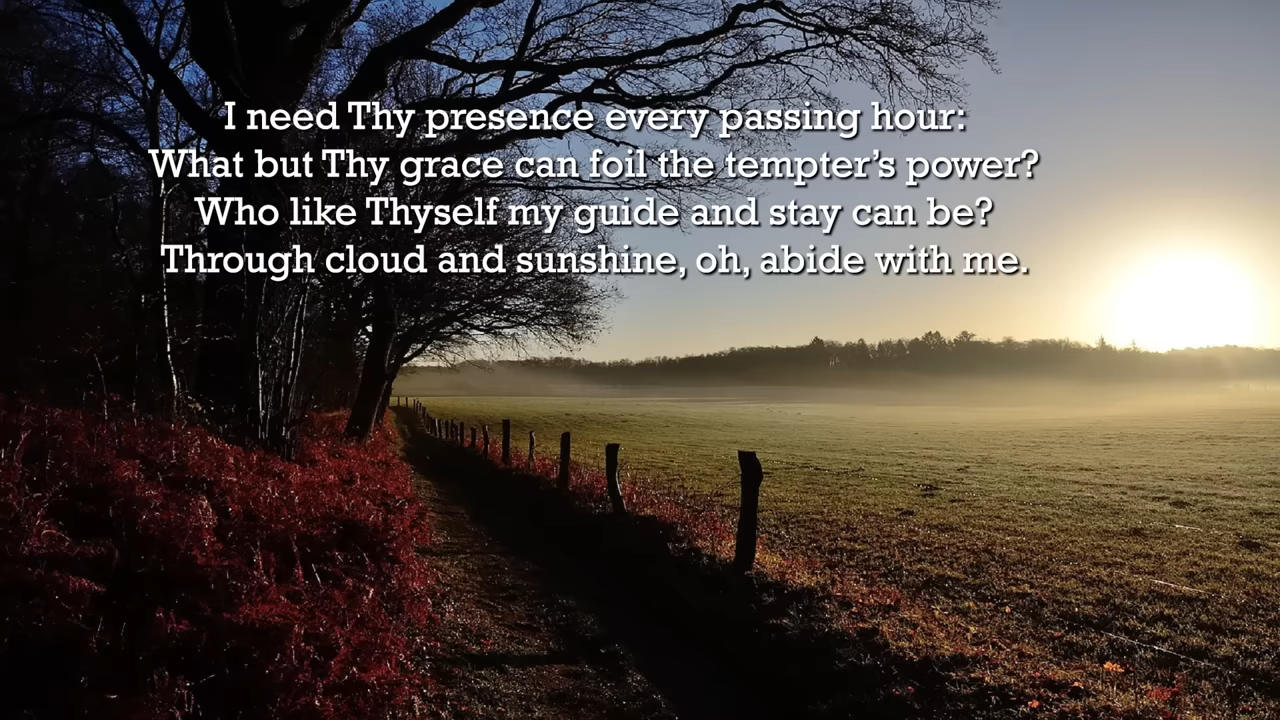 I need Thy presence every passing hour:
What but Thy grace can foil the tempter’s power?
Who like Thyself my guide and stay can be?
Through cloud and sunshine, oh, abide with me.